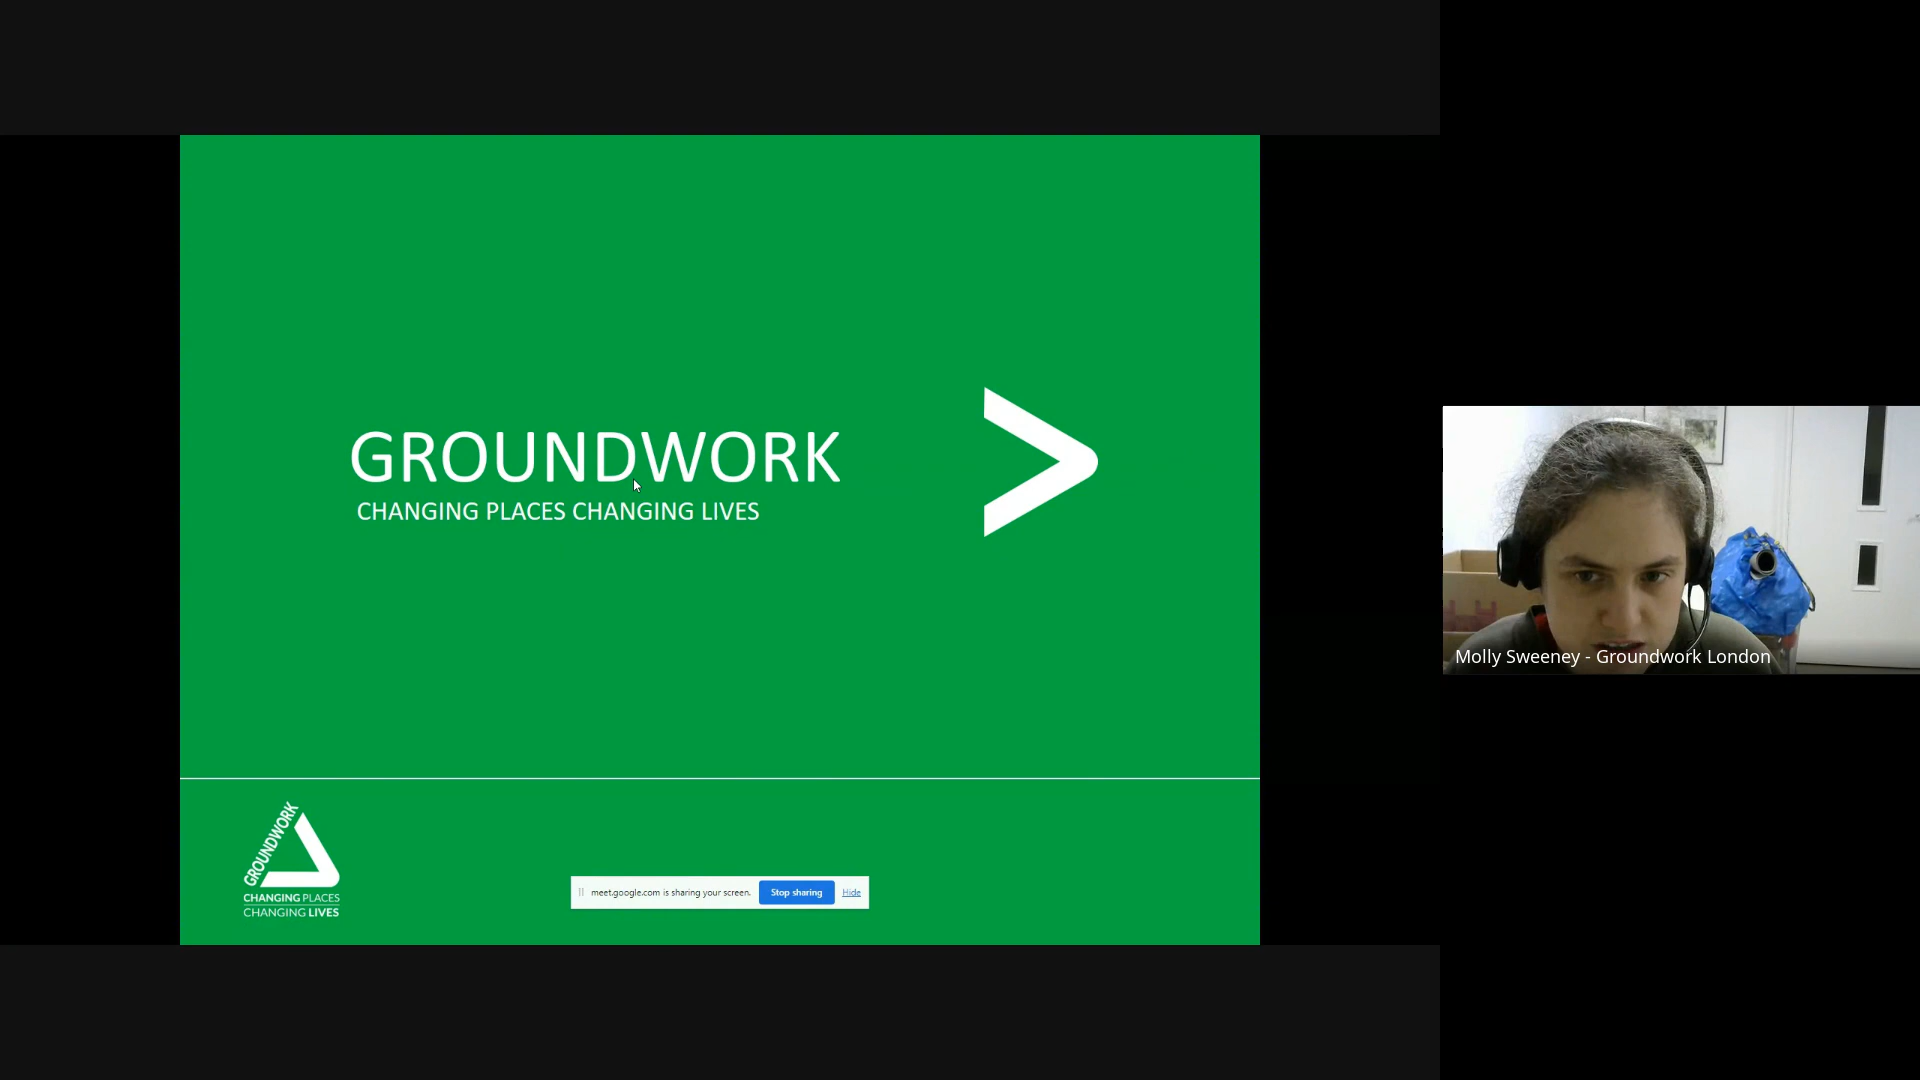 GROUNDWORK
CHANGING PLACES CHANGING LIVES
GROUNDWORK
CHANGING PLACES
CHANGING LIVES
meet.google.com is sharing your screen. Stop sharing Hide
Molly Sweeney - Groundwork London